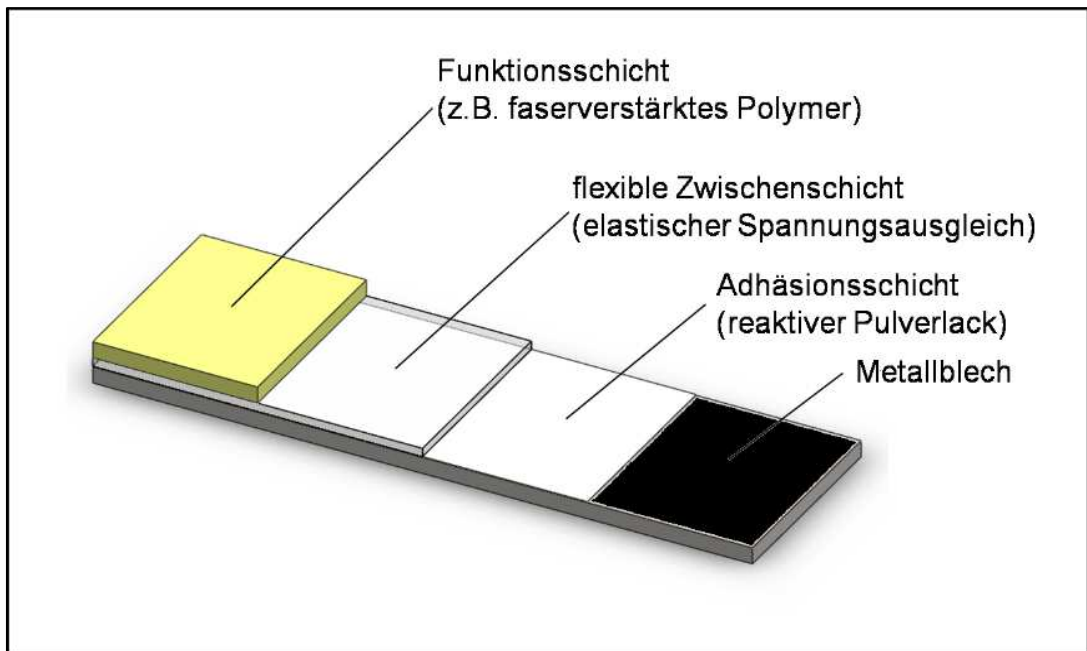 Funktionsschicht
(z.B. faserverstärktes Polymer)
flexible Zwischenschicht
(elastischer Spannungsausgleich)
Adhäsionsschicht
(reaktiver Pulverlack)
Metallblech